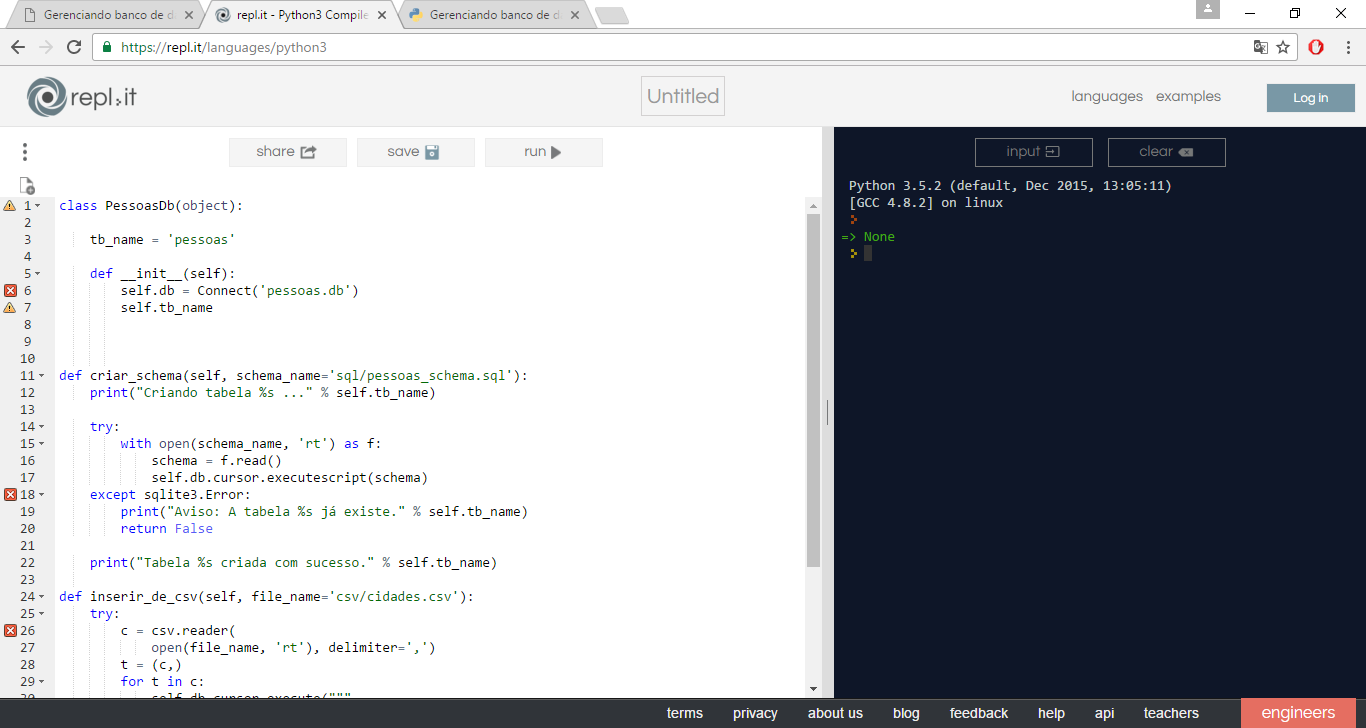 Gerenciando banco de d
repl.it - Python3 Compile
Gerenciando banco de d
https://repl.it/languages/python3
repl.it
Untitled
languages examples
Log in
share save run
input clear
1 class PessoasDb(object):
2
3 tb_name = 'pessoas'
4
5 def __init__(self):
6 self.db = Connect('pessoas.db')
7 self.tb_name
8
9
10
11 def criar_schema(self, schema_name='sql/pessoas_schema.sql'):
12 print("Criando tabela %s ..." % self.tb_name)
13
14 try:
15 with open(schema_name, 'rt') as f:
16 schema = f.read()
17 self.db.cursor.executescript(schema)
18 except sqlite3.Error:
19 print("Aviso: A tabela %s já existe." % self.tb_name)
20 return False
21
22 print("Tabela %s criada com sucesso." % self.tb_name)
23
24 def inserir_de_csv(self, file_name='csv/cidades.csv'):
25 try:
26 c = csv.reader(
27 open(file_name, 'rt'), delimiter=',')
28 t = (c,)
29 for t in c:
30 self.db.cursor.execute("""
Python 3.5.2 (default, Dec 2015, 13:05:11)
[GCC 4.8.2] on linux
=> None
terms privacy about us blog feedback help api teachers engineers